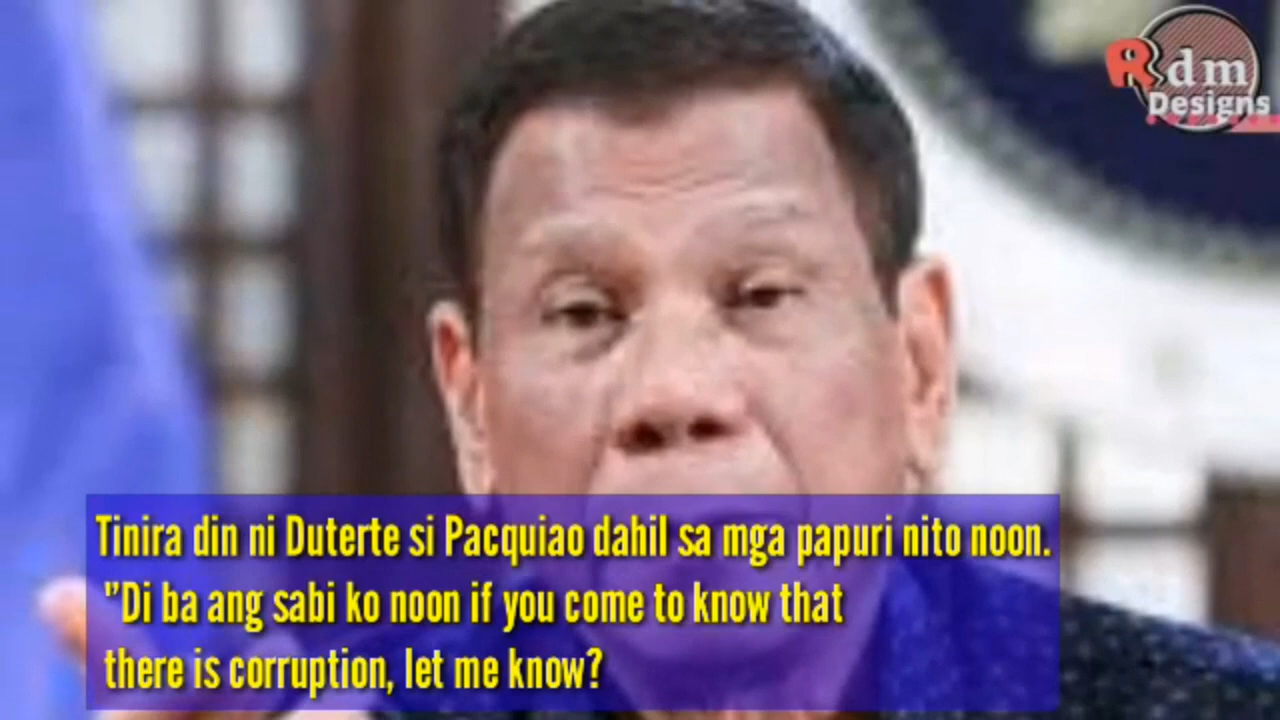 Rdm
Designs
Tinira din ni Duterte si Pacquiao dahil sa mga papuri nito noon.
"Di ba ang sabi ko noon if you come to know that
there is corruption, let me know?